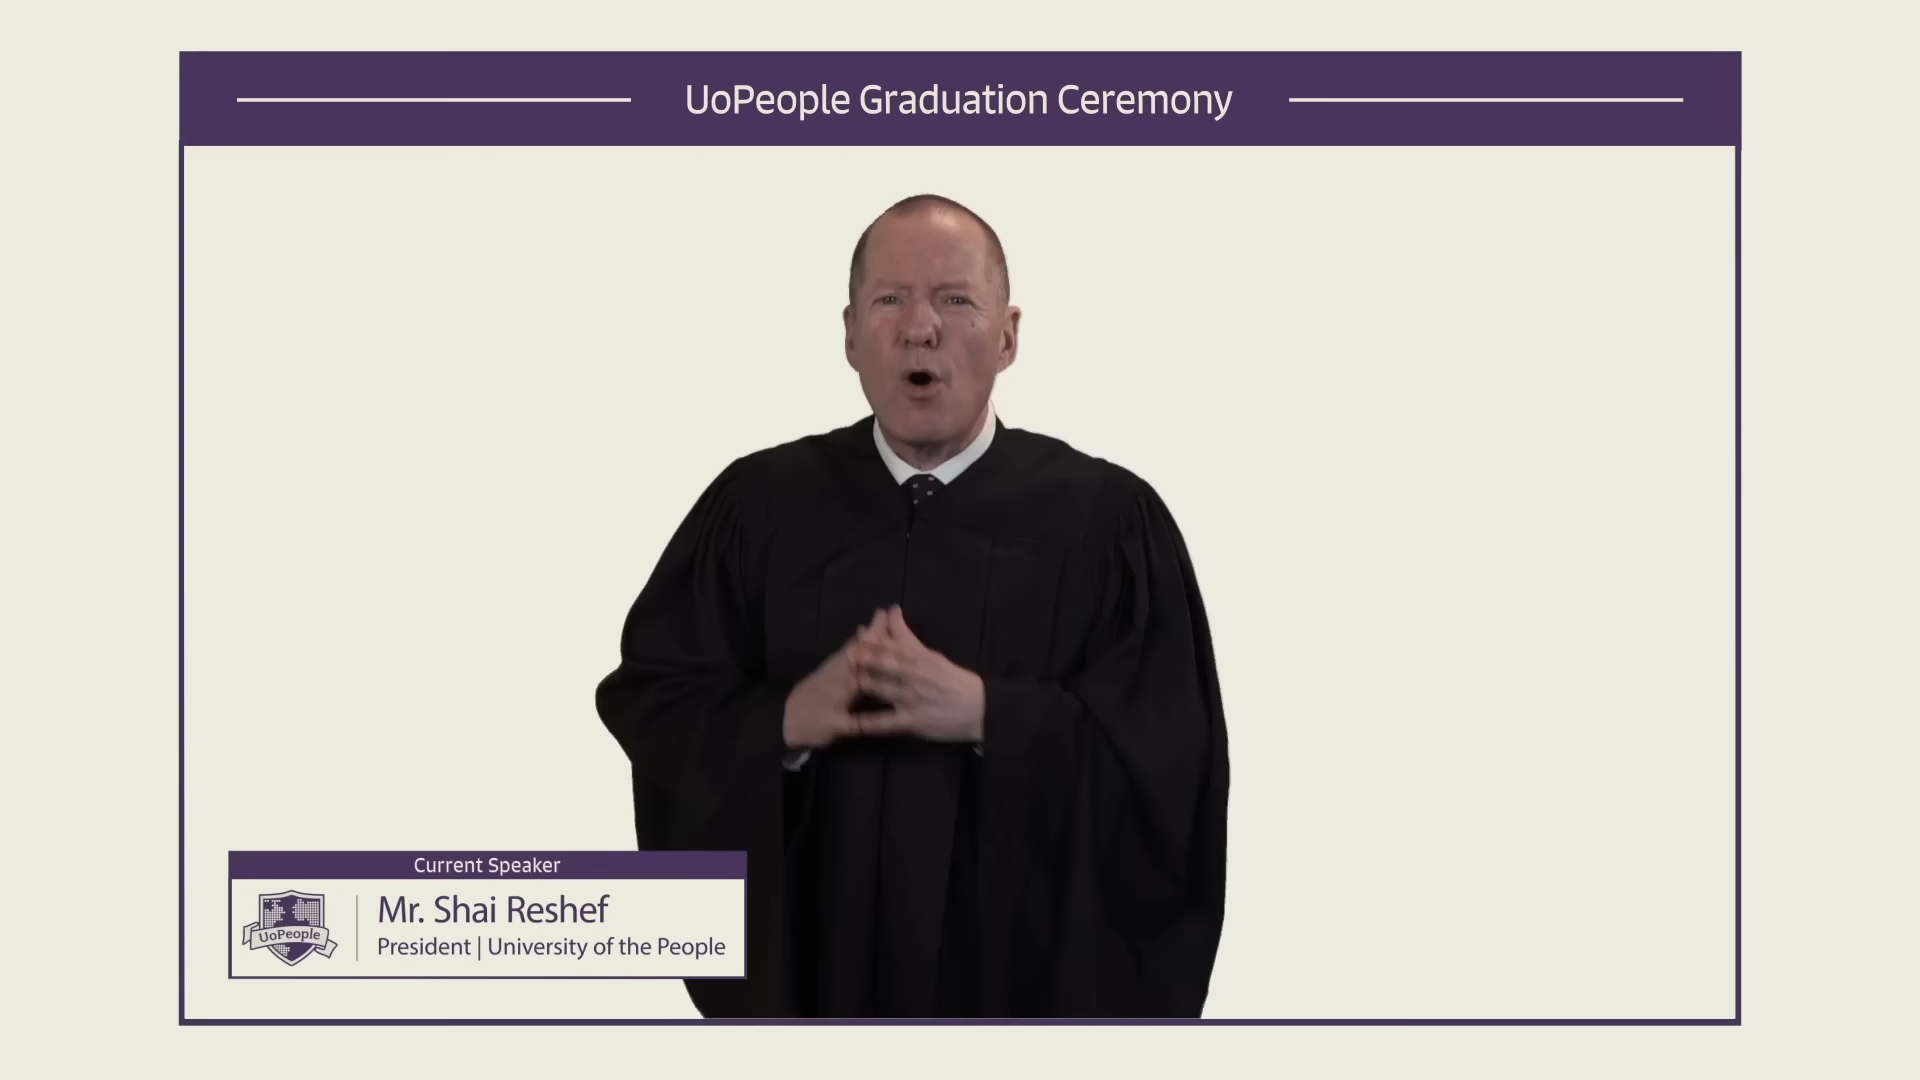 UoPeople Graduation Ceremony
Current Speaker
UoPeople
Mr. Shai Reshef
President | University of the People